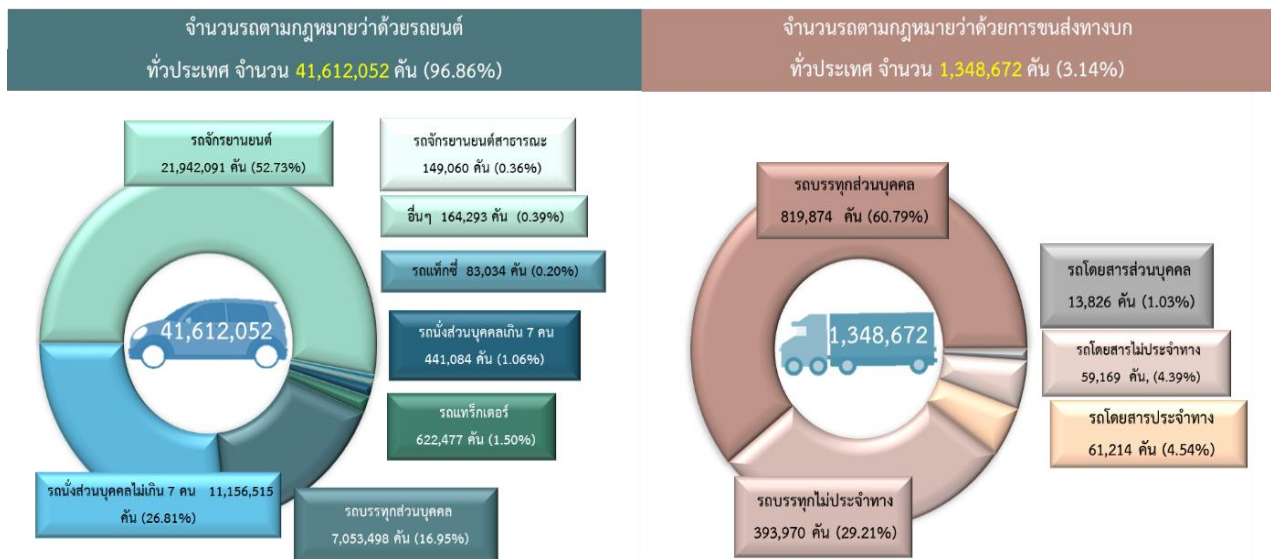 จำนวนรถตามกฎหมายว่าด้วยรถยนต์
ทั่วประเทศ จำนวน 41,612,052 คัน (96.86%)
รถจักรยานยนต์
21,942,091 คัน (52.73%)
รถจักรยานยนต์สาธารณะ
149,060 คัน (0.36%)
อื่นๆ 164,293 คัน (0.39%)
รถแท็กซี่ 83,034 คัน (0.20%)
41,612,052
รถนั่งส่วนบุคคลเกิน 7 คน
441,084 คัน (1.06%)
รถแทร็กเตอร์
622,477 คัน (1.50%)
รถนั่งส่วนบุคคลไม่เกิน 7 คน 11,156,515
คัน (26.81%)
รถบรรทุกส่วนบุคคล
7,053,498 คัน (16.95%)
จำนวนรถตามกฎหมายว่าด้วยการขนส่งทางบก
ทั่วประเทศ จำนวน 1,348,672 คัน (3.14%)
รถบรรทุกส่วนบุคคล
819,874 คัน (60.79%)
รถโดยสารส่วนบุคคล
13,826 คัน (1.03%)
1,348,672
รถโดยสารไม่ประจำทาง
59,169 คัน, (4.39%)
รถโดยสารประจำทาง
61,214 คัน (4.54%)
รถบรรทุกไม่ประจำทาง
393,970 คัน (29.21%)